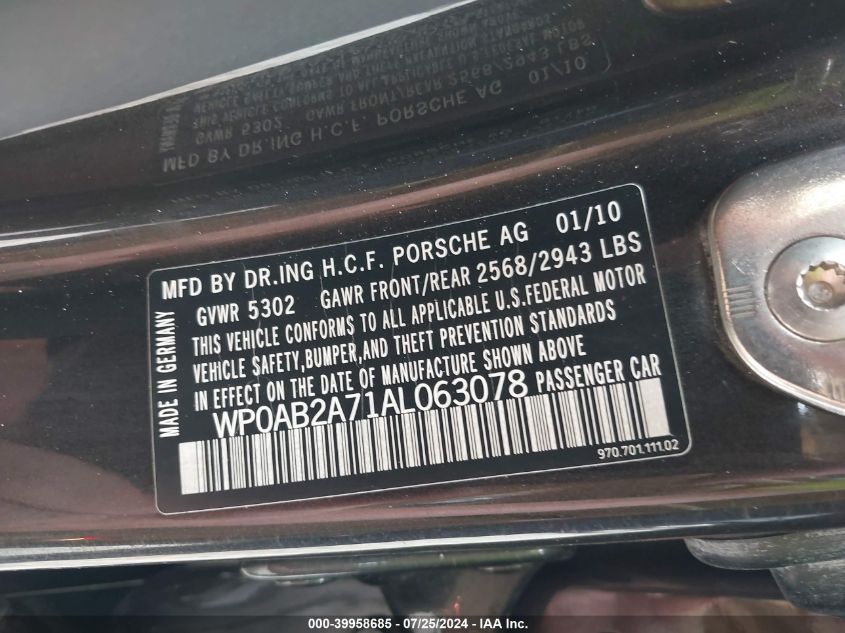 MFD BY DR.ING H.C.F. PORSCHE AG 01/10
GVWR 5302 GAWR FRONT/REAR 2568/2943 LBS
THIS VEHICLE CONFORMS TO ALL APPLICABLE U.S.FEDERAL MOTOR
VEHICLE SAFETY,BUMPER,AND THEFT PREVENTION STANDARDS
IN EFFECT ON THE DATE OF MANUFACTURE SHOWN ABOVE
WP0AB2A71AL063078 PASSENGER CAR
MADE IN GERMANY
970.701.111.02
000-39958685 / 07/25/2024 - IAA Inc.